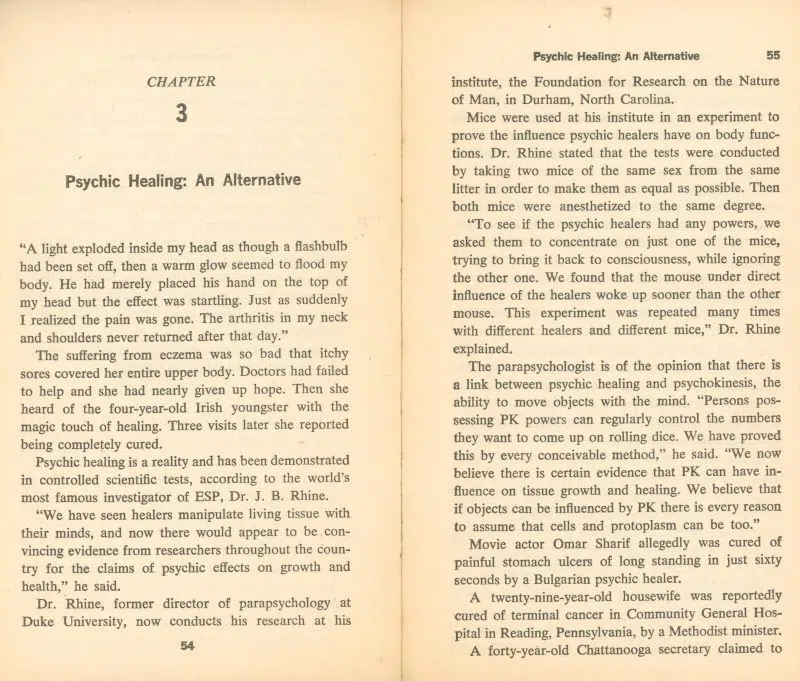 CHAPTER
3
Psychic Healing: An Alternative
“A light exploded inside my head as though a flashbulb
had been set off, then a warm glow seemed to flood my
body. He had merely placed his hand on the top of
my head but the effect was startling. Just as suddenly
I realized the pain was gone. The arthritis in my neck
and shoulders never returned after that day.”
The suffering from eczema was so bad that itchy
sores covered her entire upper body. Doctors had failed
to help and she had nearly given up hope. Then she
heard of the four-year-old Irish youngster with the
magic touch of healing. Three visits later she reported
being completely cured.
Psychic healing is a reality and has been demonstrated
in controlled scientific tests, according to the world’s
most famous investigator of ESP, Dr. J. B. Rhine.
“We have seen healers manipulate living tissue with
their minds, and now there would appear to be con-
vincing evidence from researchers throughout the coun-
try for the claims of psychic effects on growth and
health,” he said.
Dr. Rhine, former director of parapsychology at
Duke University, now conducts his research at his
54
Psychic Healing: An Alternative 55
institute, the Foundation for Research on the Nature
of Man, in Durham, North Carolina.
Mice were used at his institute in an experiment to
prove the influence psychic healers have on body func-
tions. Dr. Rhine stated that the tests were conducted
by taking two mice of the same sex from the same
litter in order to make them as equal as possible. Then
both mice were anesthetized to the same degree.
“To see if the psychic healers had any powers, we
asked them to concentrate on just one of the mice,
trying to bring it back to consciousness, while ignoring
the other one. We found that the mouse under direct
influence of the healers woke up sooner than the other
mouse. This experiment was repeated many times
with different healers and different mice,” Dr. Rhine
explained.
The parapsychologist is of the opinion that there is
a link between psychic healing and psychokinesis, the
ability to move objects with the mind. “Persons pos-
sessing PK powers can regularly control the numbers
they want to come up on rolling dice. We have proved
this by every conceivable method,” he said. “We now
believe there is certain evidence that PK can have in-
fluence on tissue growth and healing. We believe that
if objects can be influenced by PK there is every reason
to assume that cells and protoplasm can be too.”
Movie actor Omar Sharif allegedly was cured of
painful stomach ulcers of long standing in just sixty
seconds by a Bulgarian psychic healer.
A twenty-nine-year-old housewife was reportedly
cured of terminal cancer in Community General Hos-
pital in Reading, Pennsylvania, by a Methodist minister.
A forty-year-old Chattanooga secretary claimed to